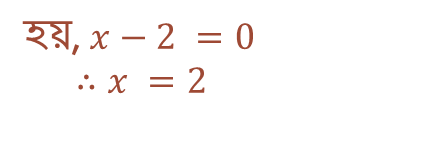 হয়, x − 2 = 0
∴ x = 2